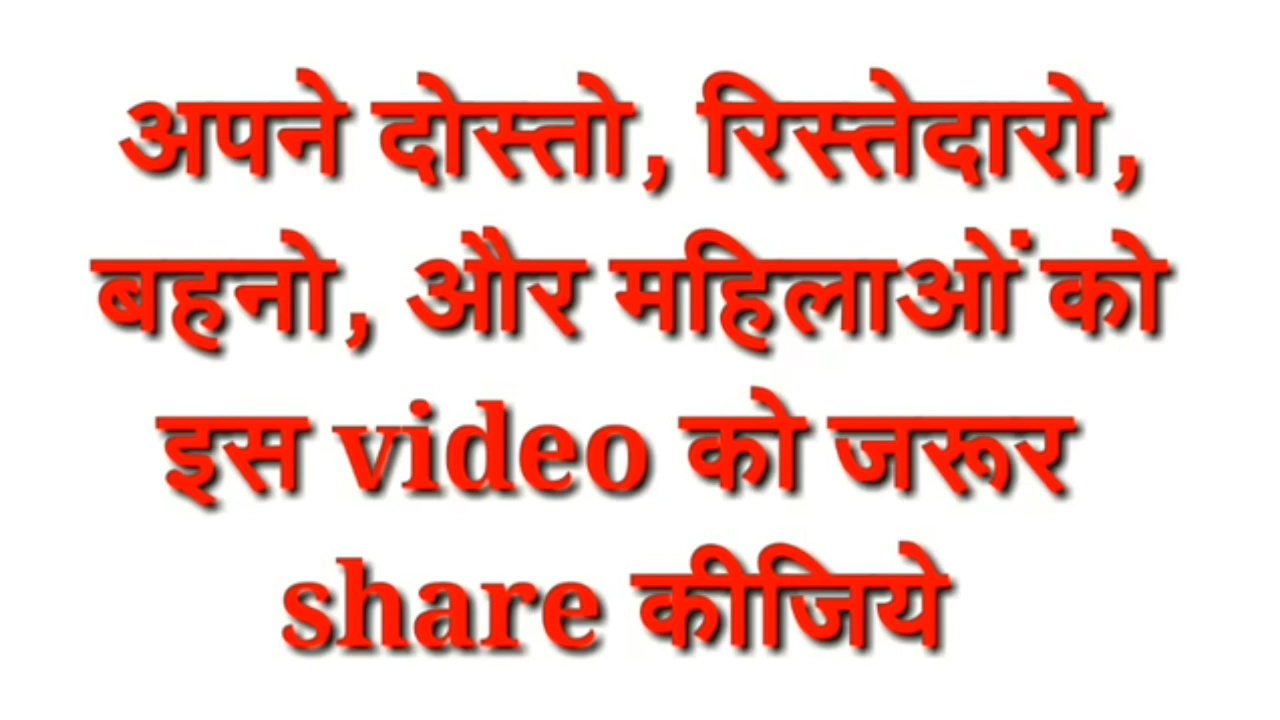 अपने दोस्तो, रिस्तेदारो,
बहनो, और महिलाओं को
इस video को जरूर
share कीजिये